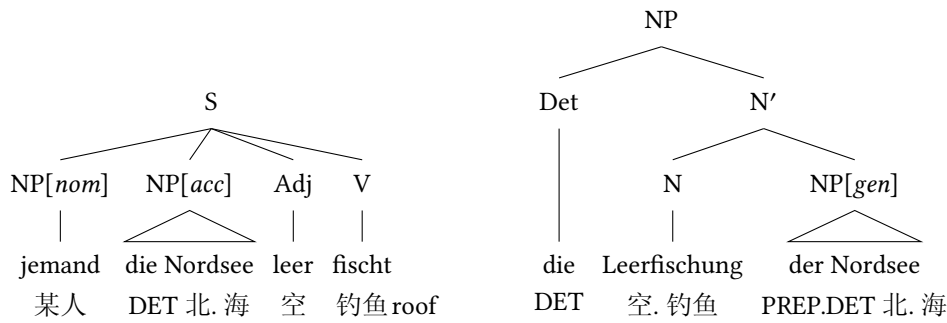 NP
S Det N′
NP[nom] NP[acc] Adj V N NP[gen]
jemand die Nordsee leer fischt die Leerfischung der Nordsee
某人 DET 北. 海 空 钓鱼 roof DET 空. 钓鱼 PREP.DET 北. 海